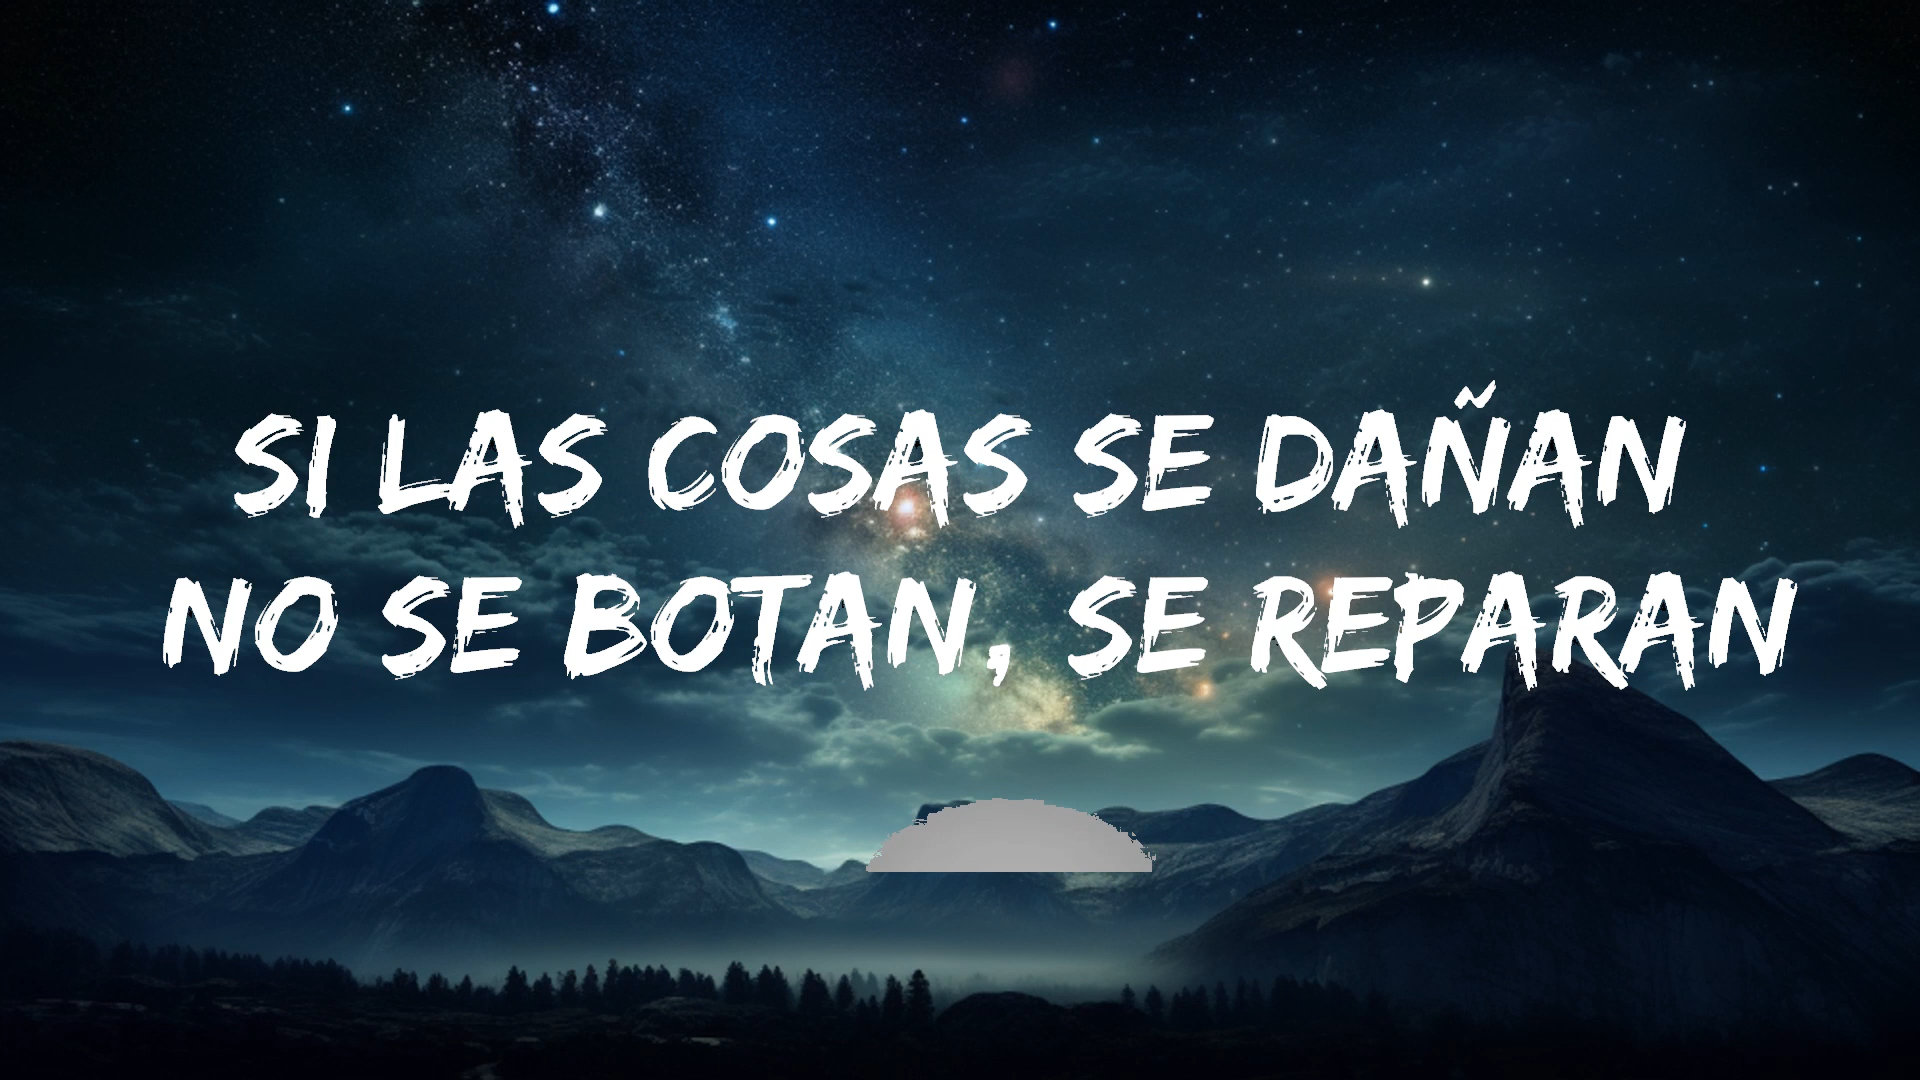 SI LAS COSAS SE DAÑAN
NO SE BOTAN, SE REPARAN